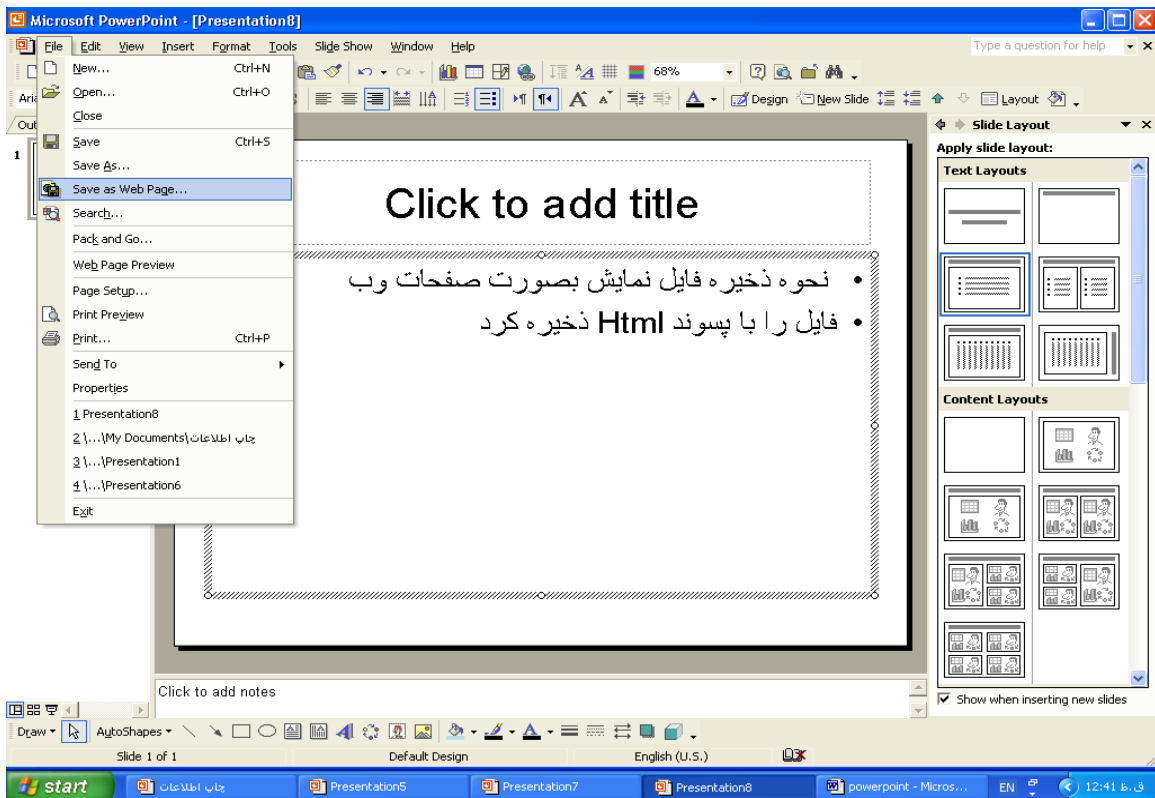 Microsoft PowerPoint - [Presentation8]
File Edit View Insert Format Tools Slide Show Window Help
Type a question for help
New... Ctrl+N
Open... Ctrl+O
Close
Save Ctrl+S
Save As...
Save as Web Page...
Search...
Pack and Go...
Web Page Preview
Page Setup...
Print Preview
Print... Ctrl+P
Send To
Properties
1 Presentation8
2 \...\My Documents\چاپ اطلاعات
3 \...\Presentation1
4 \...\Presentation6
Exit
68%
Design New Slide Layout
1
Click to add title
• نحوه ذخیره فایل نمایش بصورت صفحات وب
• فایل را با پسوند Html ذخیره کرد
Slide Layout
Apply slide layout:
Text Layouts
Content Layouts
Show when inserting new slides
Click to add notes
Draw AutoShapes
Slide 1 of 1 Default Design English (U.S.)
start چاپ اطلاعات Presentation5 Presentation7 Presentation8 powerpoint - Micros... EN 12:41 ق.ظ